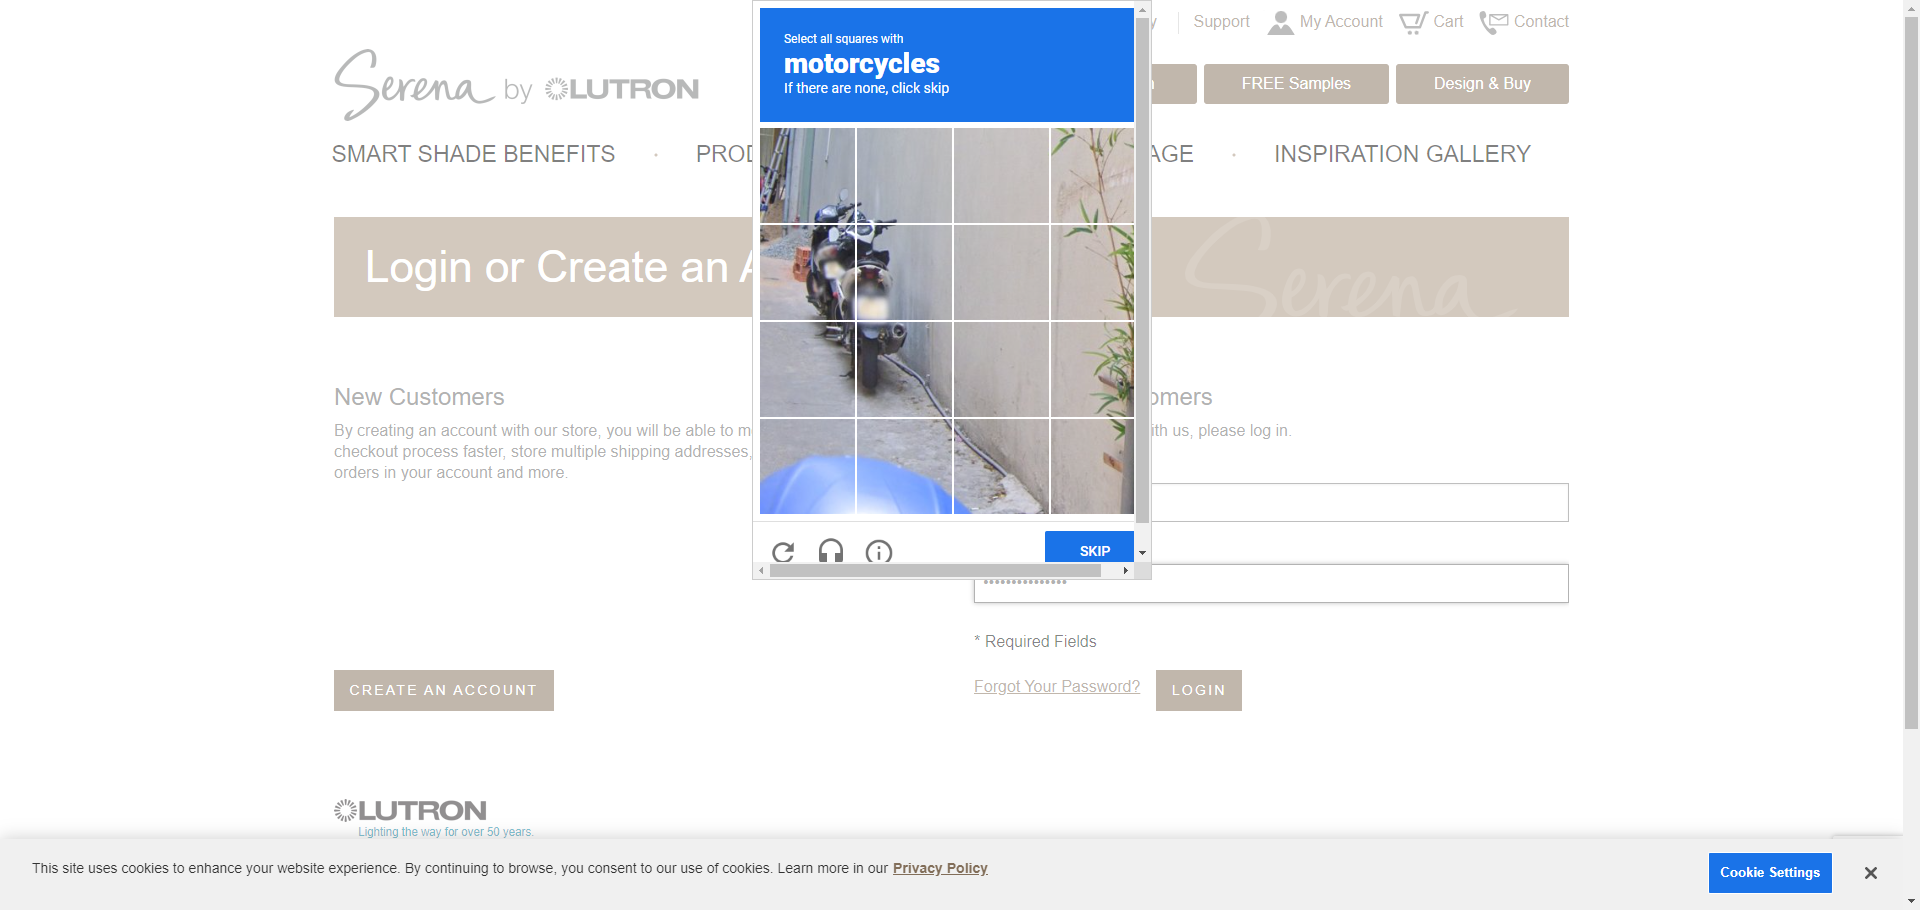 Support
My Account
Cart
Contact
Serena by LUTRON
FREE Samples
Design & Buy
SMART SHADE BENEFITS
INSPIRATION GALLERY
Select all squares with
motorcycles
If there are none, click skip
Login or Create an A
Serena
New Customers
By creating an account with our store, you will be able to m
checkout process faster, store multiple shipping addresses,
orders in your account and more.
omers
ith us, please log in.
SKIP
* Required Fields
CREATE AN ACCOUNT
Forgot Your Password?
LOGIN
LUTRON
Lighting the way for over 50 years.
This site uses cookies to enhance your website experience. By continuing to browse, you consent to our use of cookies. Learn more in our Privacy Policy
Cookie Settings